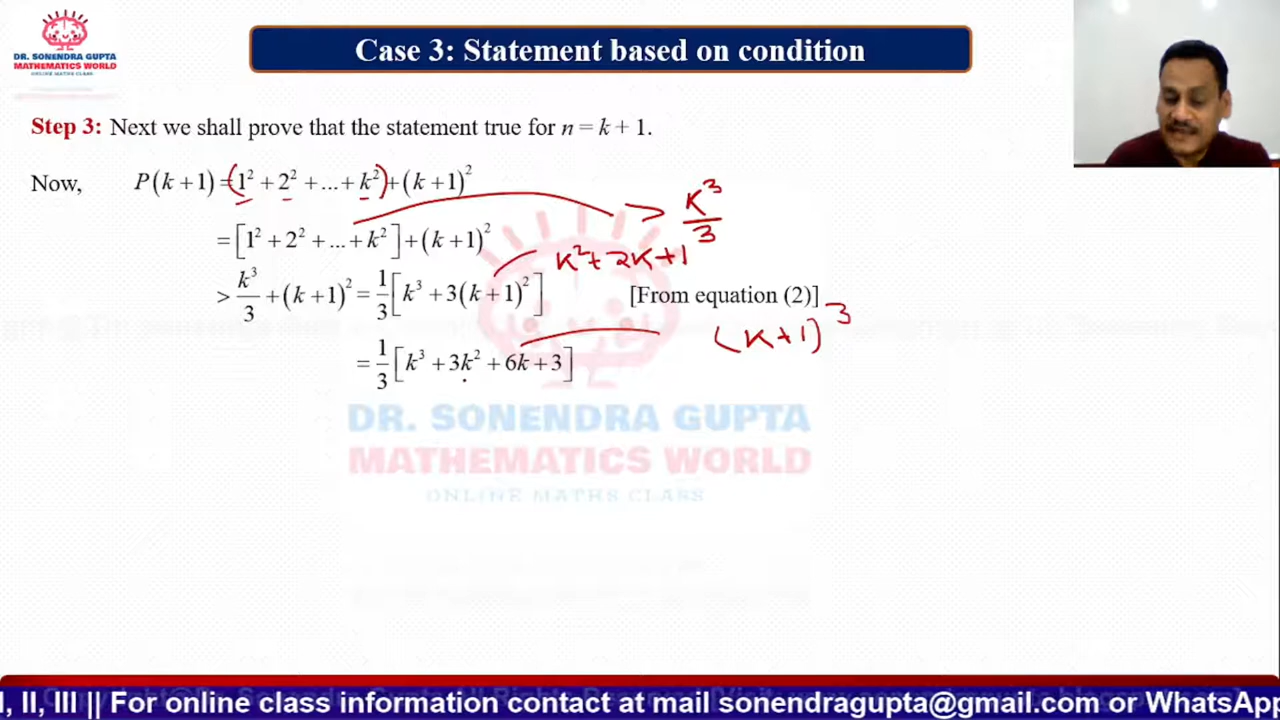 DR. SONENDRA GUPTA
MATHEMATICS WORLD
ONLINE MATHS CLASS
Case 3: Statement based on condition
Step 3: Next we shall prove that the statement true for n = k + 1.
Now, P(k+1) = (1² + 2² + ... + k²) + (k+1)²
> K³/3
= [1² + 2² + ... + k²] + (k+1)²
K² + 2K + 1
> k³/3 + (k+1)² = 1/3 [k³ + 3(k+1)²] [From equation (2)]
(K+1)³
= 1/3 [k³ + 3k² + 6k + 3]
DR. SONENDRA GUPTA
MATHEMATICS WORLD
ONLINE MATHS CLASS
I, II, III || For online class information contact at mail sonendragupta@gmail.com or WhatsApp